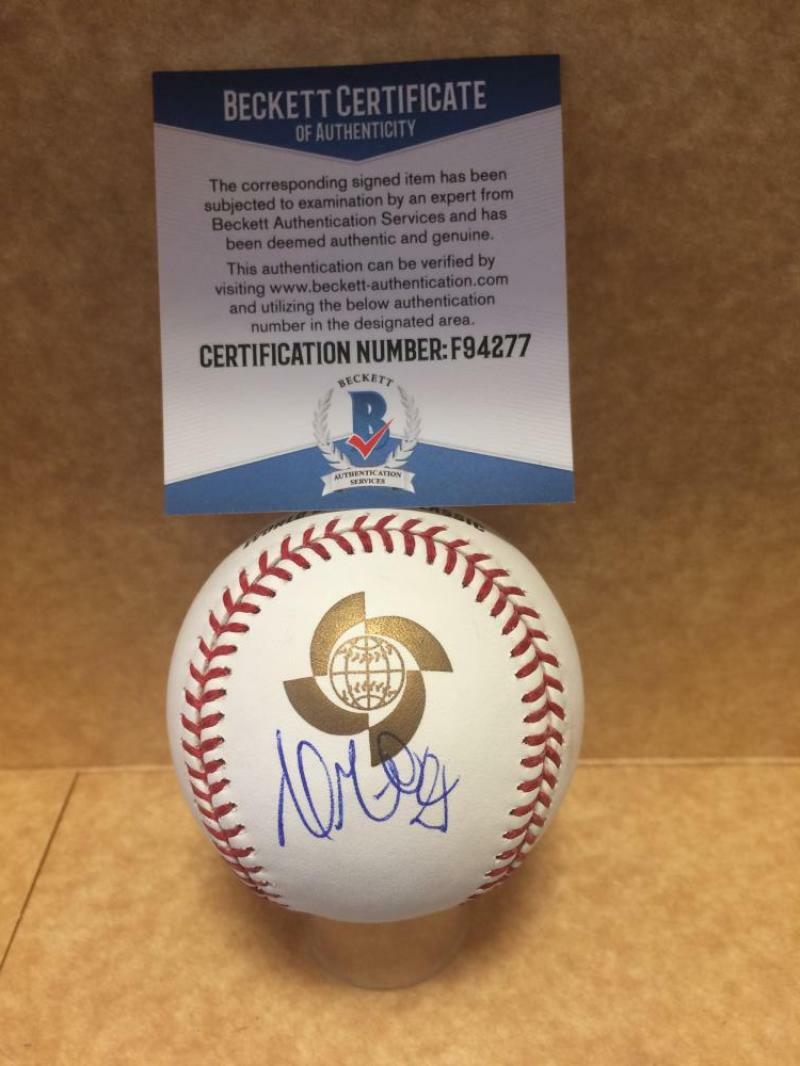 BECKETT CERTIFICATE
OF AUTHENTICITY
The corresponding signed item has been
subjected to examination by an expert from
Beckett Authentication Services and has
been deemed authentic and genuine.
This authentication can be verified by
visiting www.beckett-authentication.com
and utilizing the below authentication
number in the designated area.
CERTIFICATION NUMBER: F94277
BECKETT
B
AUTHENTICATION
SERVICES